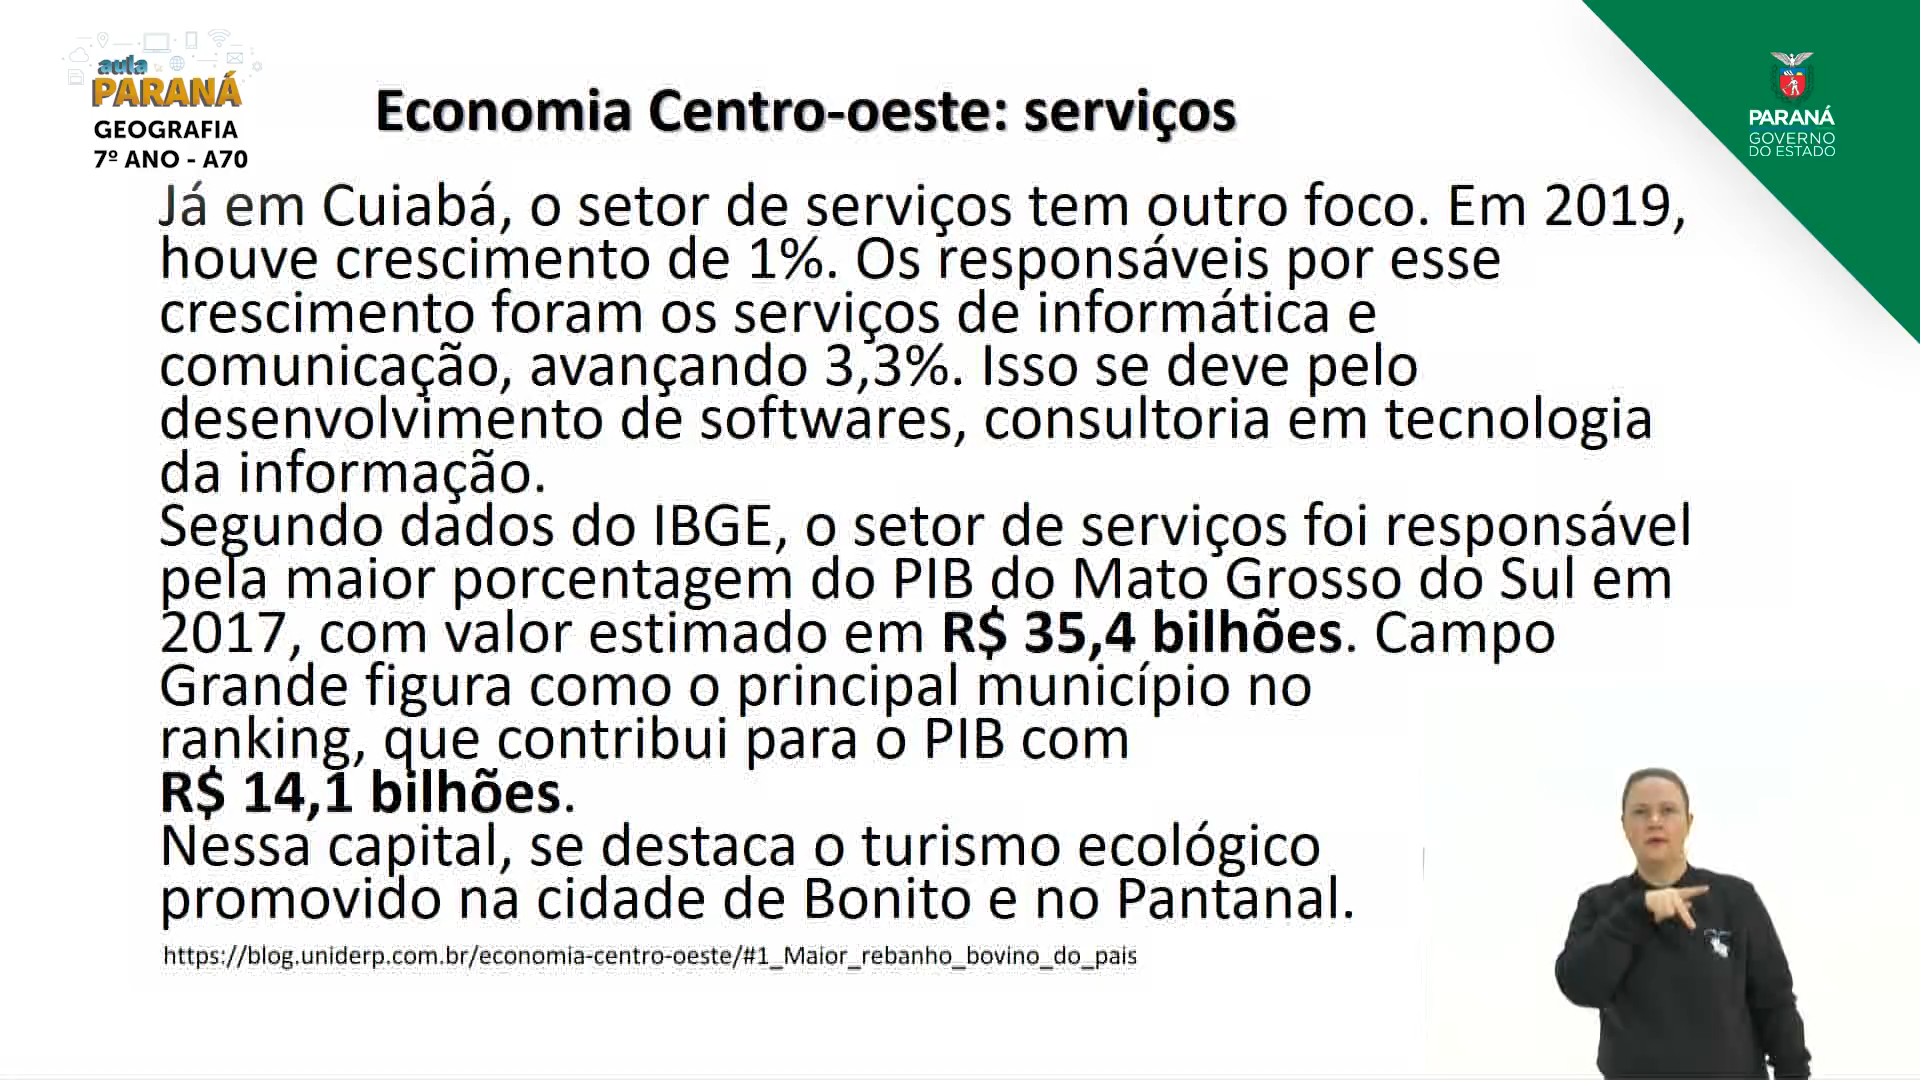 aula
PARANÁ
GEOGRAFIA
7º ANO - A70
Economia Centro-oeste: serviços
PARANÁ
GOVERNO
DO ESTADO
Já em Cuiabá, o setor de serviços tem outro foco. Em 2019,
houve crescimento de 1%. Os responsáveis por esse
crescimento foram os serviços de informática e
comunicação, avançando 3,3%. Isso se deve pelo
desenvolvimento de softwares, consultoria em tecnologia
da informação.
Segundo dados do IBGE, o setor de serviços foi responsável
pela maior porcentagem do PIB do Mato Grosso do Sul em
2017, com valor estimado em R$ 35,4 bilhões. Campo
Grande figura como o principal município no
ranking, que contribui para o PIB com
R$ 14,1 bilhões.
Nessa capital, se destaca o turismo ecológico
promovido na cidade de Bonito e no Pantanal.
https://blog.uniderp.com.br/economia-centro-oeste/#1_Maior_rebanho_bovino_do_pais